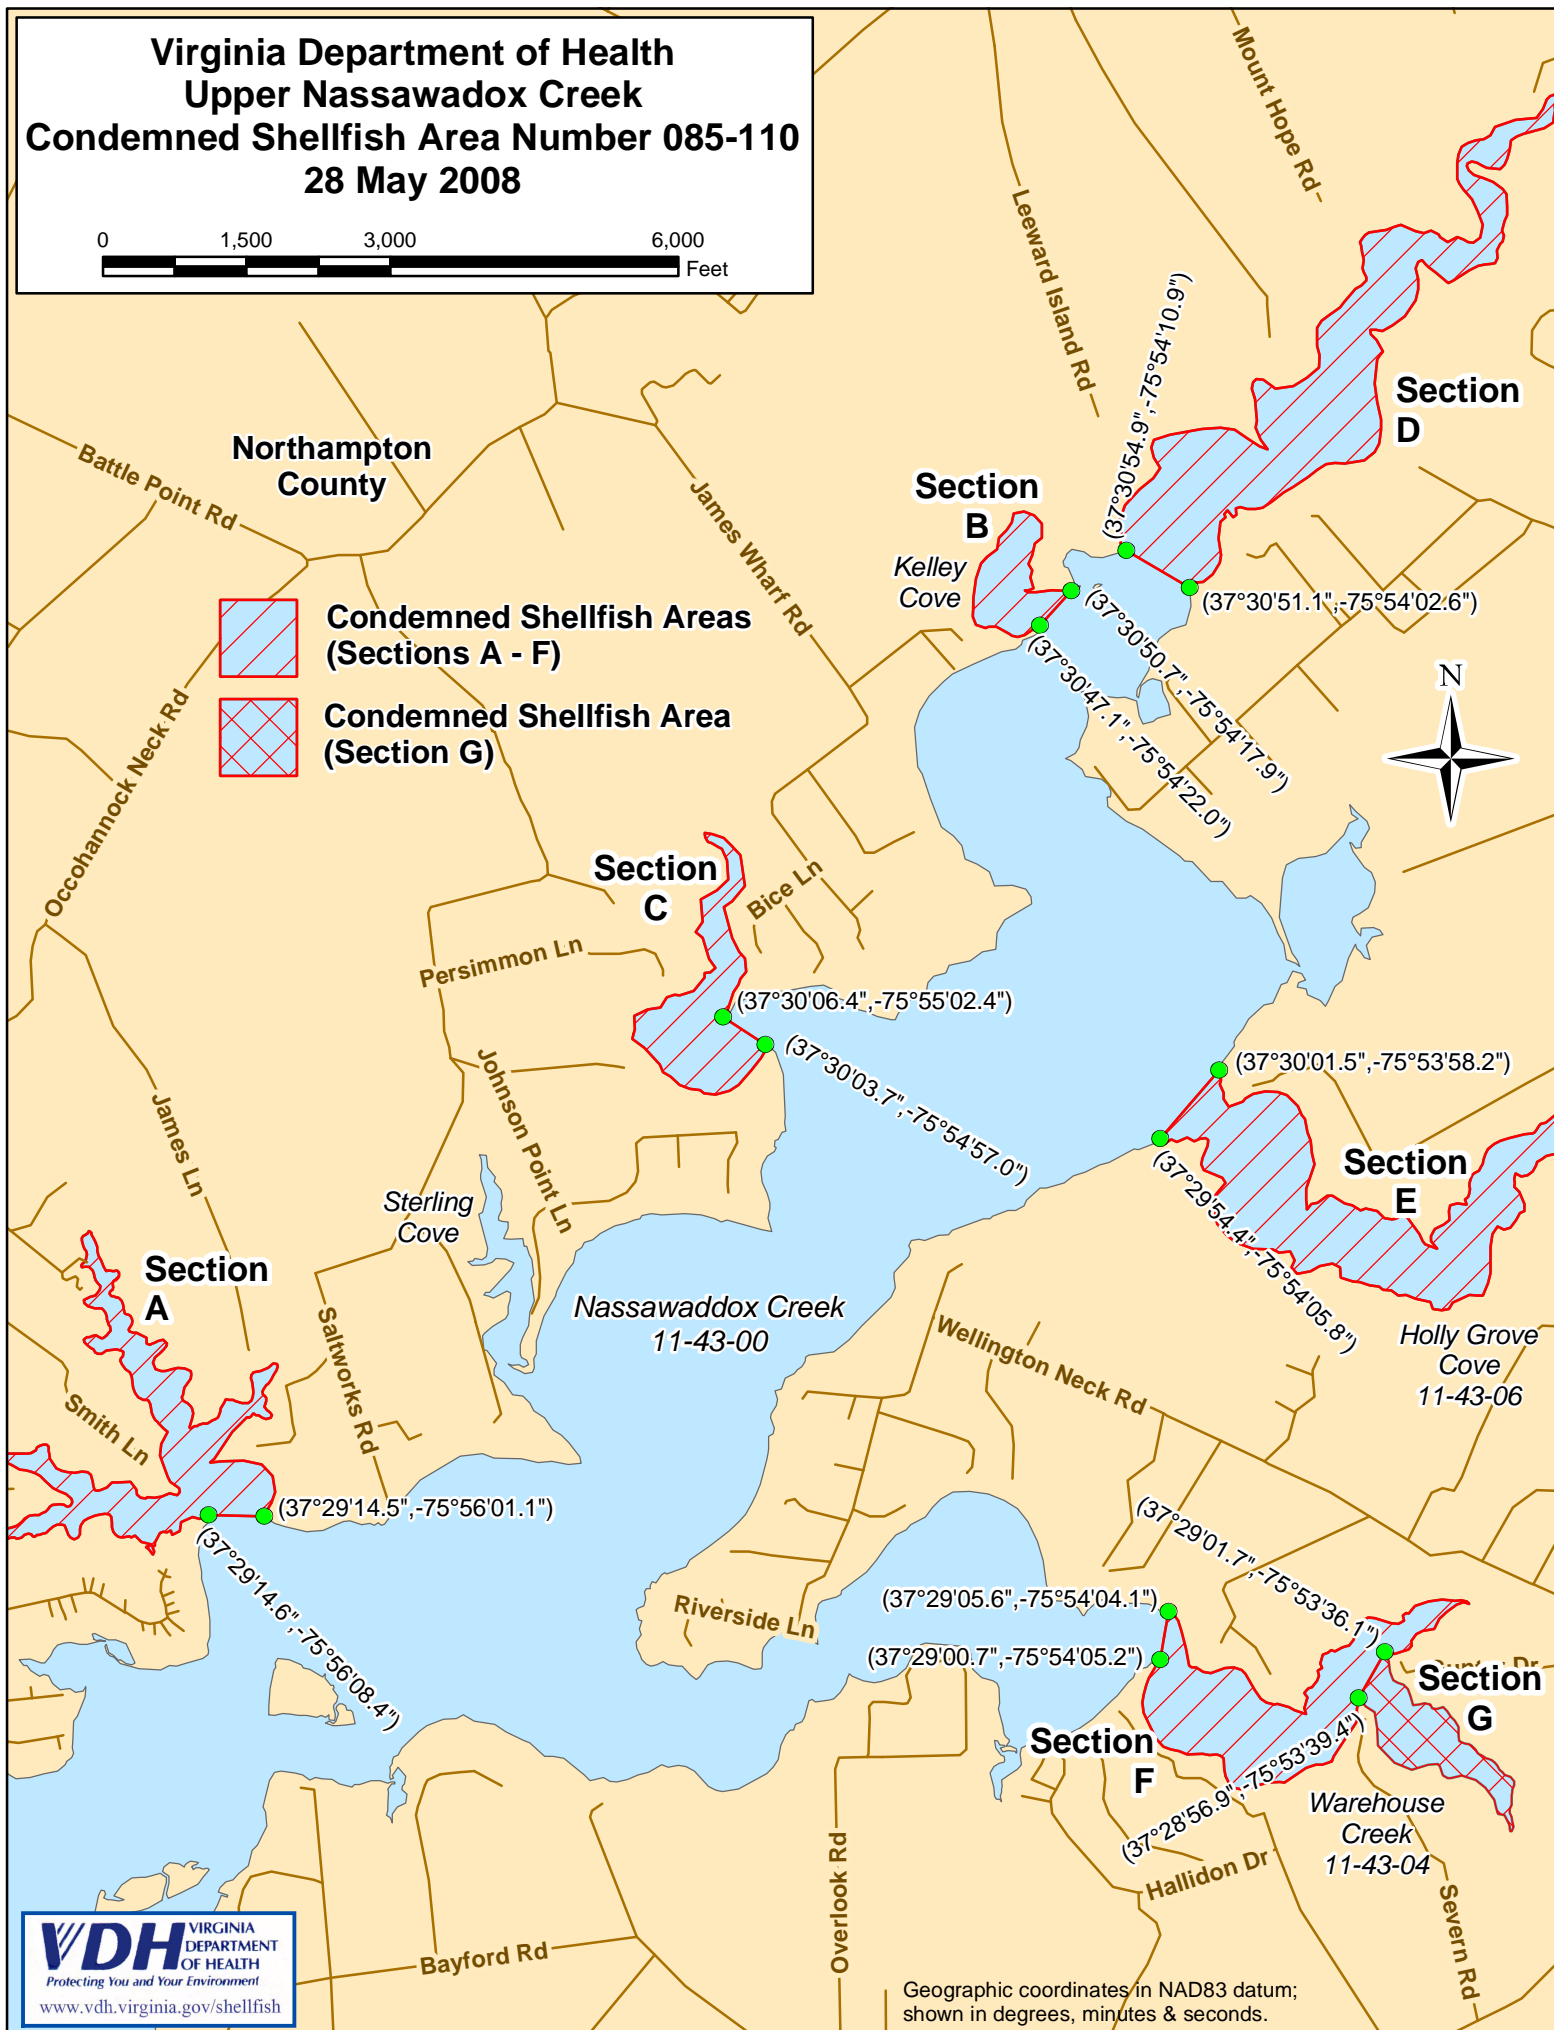 Virginia Department of Health
Upper Nassawadox Creek
Condemned Shellfish Area Number 085-110
28 May 2008
0 1,500 3,000 6,000
Feet
Mount Hope Rd
Leeward Island Rd
(37°30'54.9",-75°54'10.9")
Section
D
Northampton
County
Battle Point Rd
James Wharf Rd
Section
B
Kelley
Cove
(37°30'51.1",-75°54'02.6")
(37°30'50.7",-75°54'17.9")
(37°30'47.1",-75°54'22.0")
Condemned Shellfish Areas
(Sections A - F)
Condemned Shellfish Area
(Section G)
N
Occohannock Neck Rd
Section
C
Bice Ln
Persimmon Ln
(37°30'06.4",-75°55'02.4")
(37°30'03.7",-75°54'57.0")
(37°30'01.5",-75°53'58.2")
(37°29'54.4",-75°54'05.8")
Johnson Point Ln
James Ln
Section
E
Sterling
Cove
Section
A
Saltworks Rd
Nassawaddox Creek
11-43-00
Wellington Neck Rd
Holly Grove
Cove
11-43-06
Smith Ln
(37°29'14.5",-75°56'01.1")
(37°29'14.6",-75°56'08.4")
(37°29'01.7",-75°53'36.1")
(37°29'05.6",-75°54'04.1")
Riverside Ln
(37°29'00.7",-75°54'05.2")
Dr
Section
G
Section
F
(37°28'56.9",-75°53'39.4")
Warehouse
Creek
11-43-04
Hallidon Dr
Overlook Rd
Severn Rd
Bayford Rd
VDH VIRGINIA
DEPARTMENT
OF HEALTH
Protecting You and Your Environment
www.vdh.virginia.gov/shellfish
Geographic coordinates in NAD83 datum;
shown in degrees, minutes & seconds.